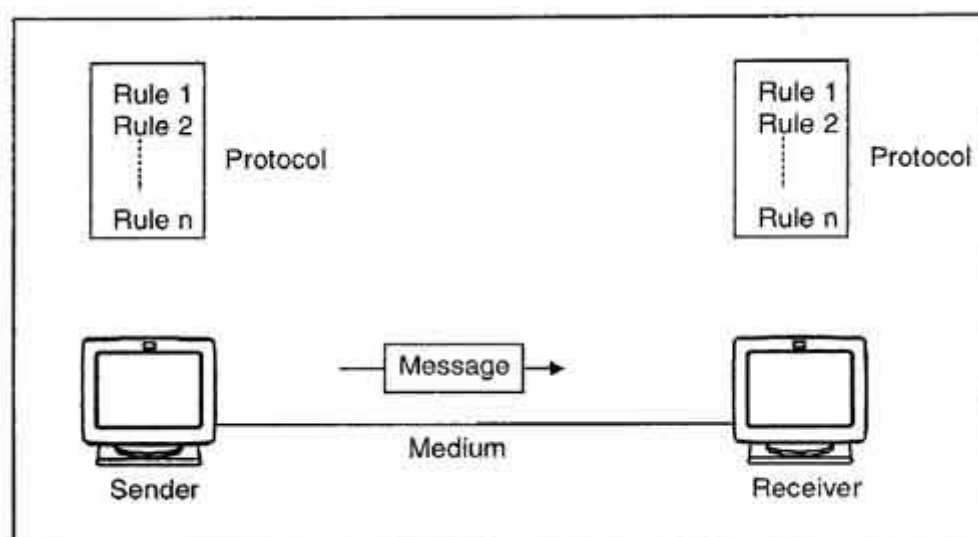 Rule 1
Rule 2
Rule n
Protocol
Rule 1
Rule 2
Rule n
Protocol
Message
Medium
Sender
Receiver